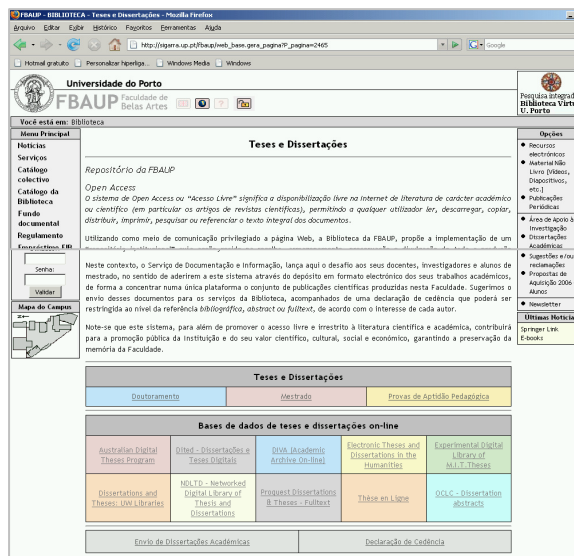 FBAUP - BIBLIOTECA - Teses e Dissertações - Mozilla Firefox
Arquivo Editar Exibir Histórico Favoritos Ferramentas Ajuda
http://sigarra.up.pt/fbaup/web_base.gera_pagina?P_pagina=2465
Google
Hotmail gratuito Personalizar hiperliga... Windows Media Windows
Universidade do Porto
FBAUP Faculdade de
Belas Artes
Pesquisa integrad
Biblioteca Virtu
U. Porto
Você está em: Biblioteca
Menu Principal
Notícias
Serviços
Catálogo
colectivo
Catálogo da
Biblioteca
Fundo
documental
Regulamento
Senha:
Validar
Mapa do Campus
Teses e Dissertações
Repositório da FBAUP
Open Access
O sistema de Open Access ou "Acesso Livre" significa a disponibilização livre na Internet de literatura de carácter académico
ou científico (em particular os artigos de revistas científicas), permitindo a qualquer utilizador ler, descarregar, copiar,
distribuir, imprimir, pesquisar ou referenciar o texto integral dos documentos.
Utilizando como meio de comunicação privilegiado a página Web, a Biblioteca da FBAUP, propõe a implementação de um
Neste contexto, o Serviço de Documentação e Informação, lança aqui o desafio aos seus docentes, investigadores e alunos de
mestrado, no sentido de aderirem a este sistema através do depósito em formato electrónico dos seus trabalhos académicos,
de forma a concentrar numa única plataforma o conjunto de publicações científicas produzidas nesta Faculdade. Sugerimos o
envio desses documentos para os serviços da Biblioteca, acompanhados de uma declaração de cedência que poderá ser
restringida ao nível da referência bibliográfica, abstract ou fulltext, de acordo com o interesse de cada autor.
Note-se que este sistema, para além de promover o acesso livre e irrestrito à literatura científica e académica, contribuirá
para a promoção pública da Instituição e do seu valor científico, cultural, social e económico, garantindo a preservação da
memória da Faculdade.
Teses e Dissertações
Doutoramento Mestrado Provas de Aptidão Pedagógica
Bases de dados de teses e dissertações on-line
Australian Digital
Theses Program
Dited - Dissertações e
Teses Digitais
DIVA (Academic
Archive On-line)
Electronic Theses and
Dissertations in the
Humanities
Experimental Digital
Library of
M.I.T.Theses
Dissertations and
Theses: UW Libraries
NDLTD - Networked
Digital Library of
Thesis and
Dissertations
Proquest Dissertations
& Theses - Fulltext
Thèse en Ligne
OCLC - Dissertation
abstracts
Envio de Dissertações Académicas Declaração de Cedência
Opções
Recursos
electrónicos
Material Não
Livro (Vídeos,
Diapositivos,
etc.)
Publicações
Periódicas
Área de Apoio à
Investigação
Dissertações
Académicas
Sugestões e/ou
reclamações
Propostas de
Aquisição 2006
Alunos
Newsletter
Últimas Notícia
Springer Link
E-books